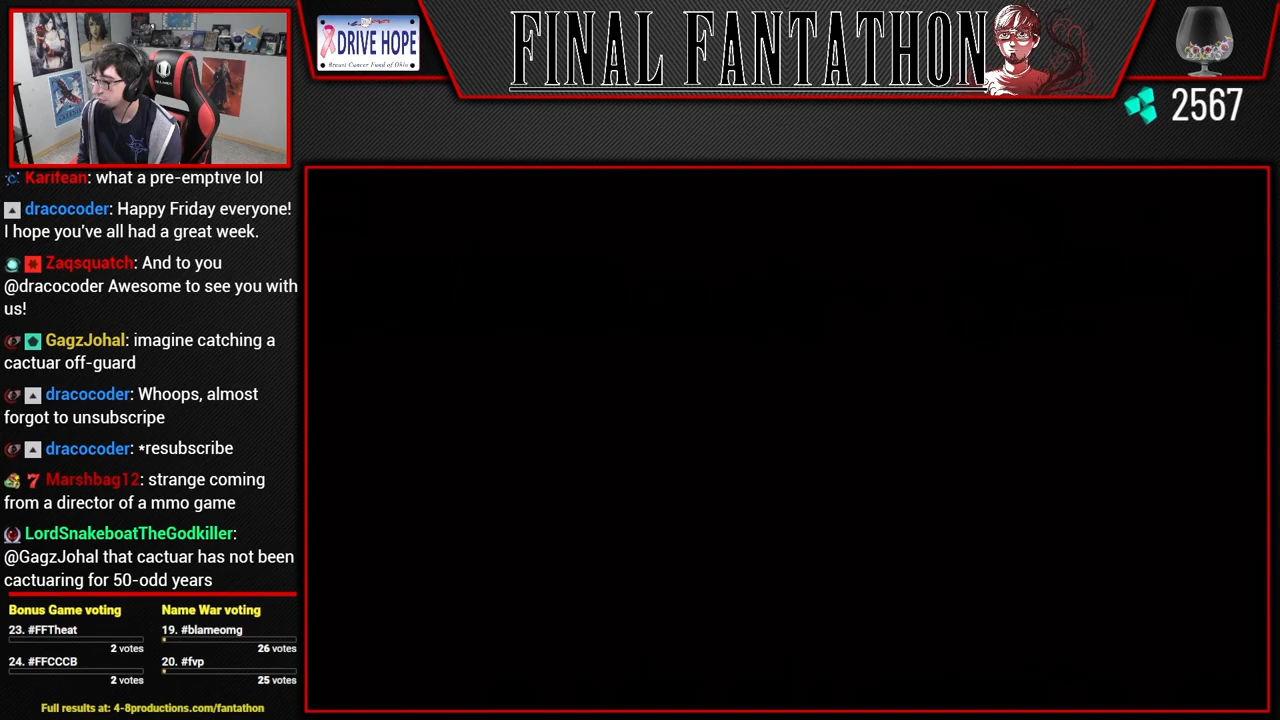 DRIVE HOPE
Breast Cancer Fund of Ohio
FINAL FANTATHON
2567
Karifean: what a pre-emptive lol
dracocoder: Happy Friday everyone!
I hope you've all had a great week.
Zaqsquatch: And to you
@dracocoder Awesome to see you with
us!
GagzJohal: imagine catching a
cactuar off-guard
dracocoder: Whoops, almost
forgot to unsubscripe
dracocoder: *resubscribe
Marshbag12: strange coming
from a director of a mmo game
LordSnakeboatTheGodkiller:
@GagzJohal that cactuar has not been
cactuaring for 50-odd years
Bonus Game voting
23. #FFTheat
2 votes
24. #FFCCCB
2 votes
Name War voting
19. #blameomg
26 votes
20. #fvp
25 votes
Full results at: 4-8productions.com/fantathon